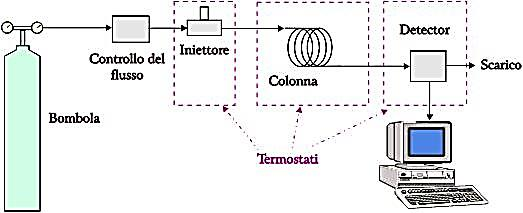 Controllo del
flusso
Iniettore
Colonna
Detector
Scarico
Bombola
Termostati